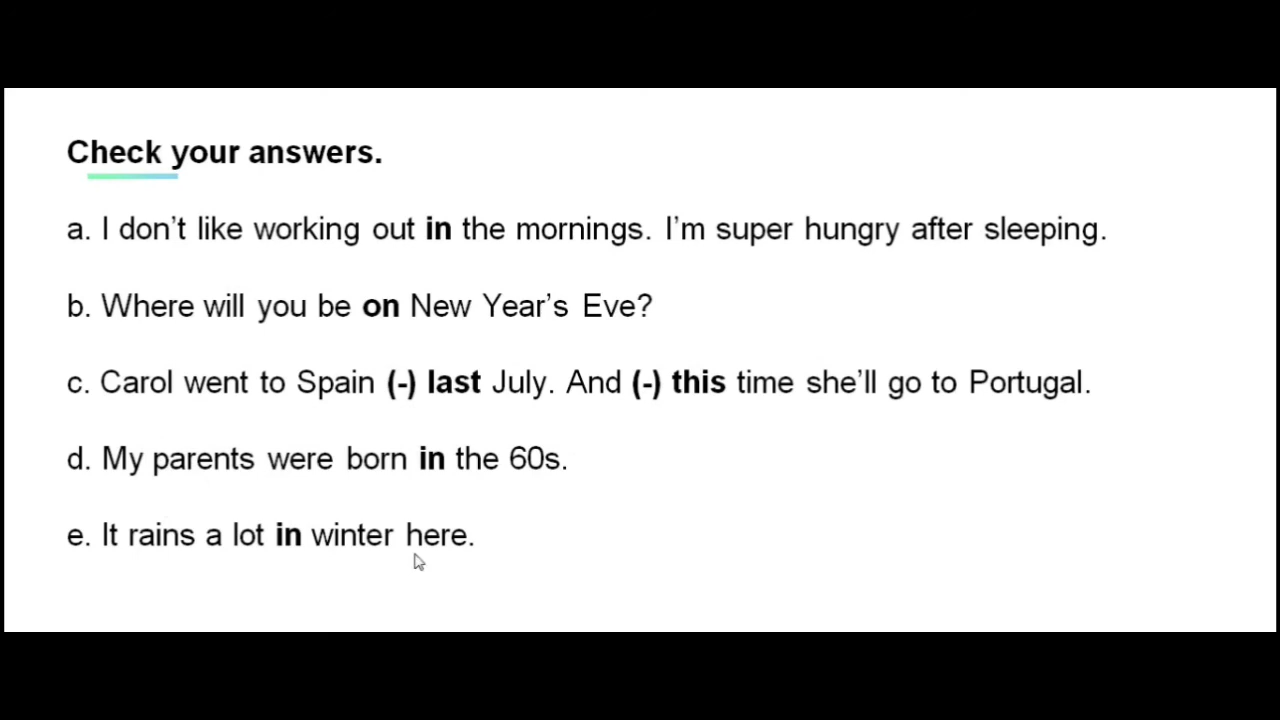 Check your answers.
a. I don’t like working out in the mornings. I’m super hungry after sleeping.
b. Where will you be on New Year’s Eve?
c. Carol went to Spain (-) last July. And (-) this time she’ll go to Portugal.
d. My parents were born in the 60s.
e. It rains a lot in winter here.